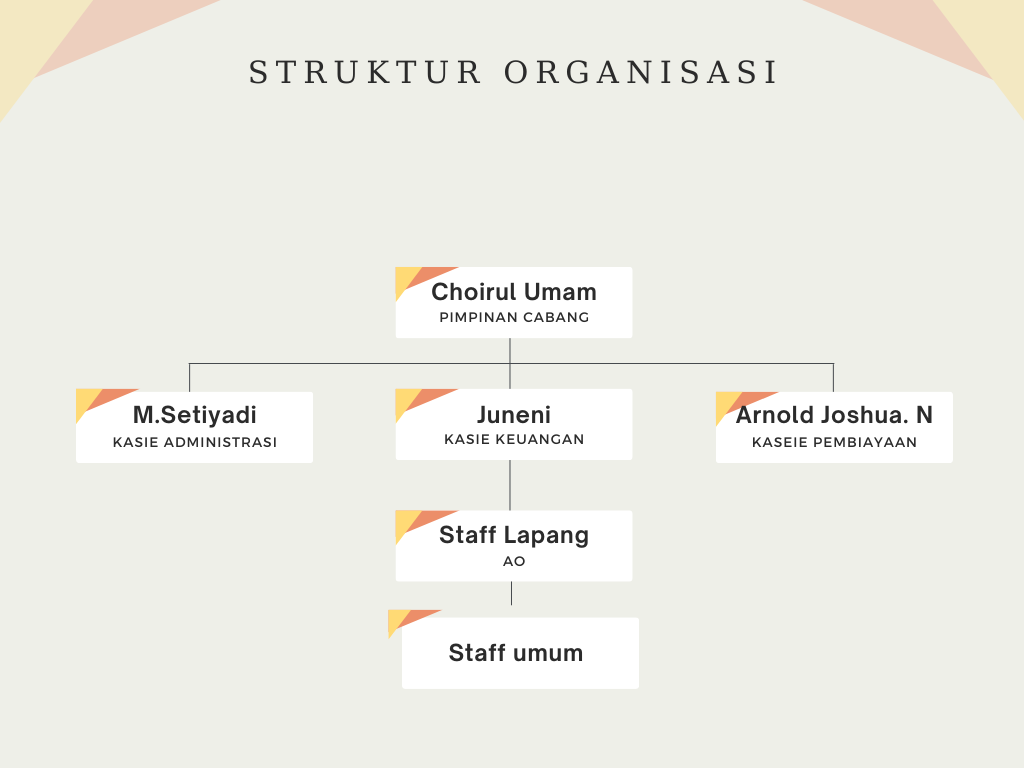 STRUKTUR ORGANISASI
Choirul Umam
PIMPINAN CABANG
M.Setiyadi
KASIE ADMINISTRASI
Juneni
KASIE KEUANGAN
Arnold Joshua. N
KASEIE PEMBIAYAAN
Staff Lapang
AO
Staff umum